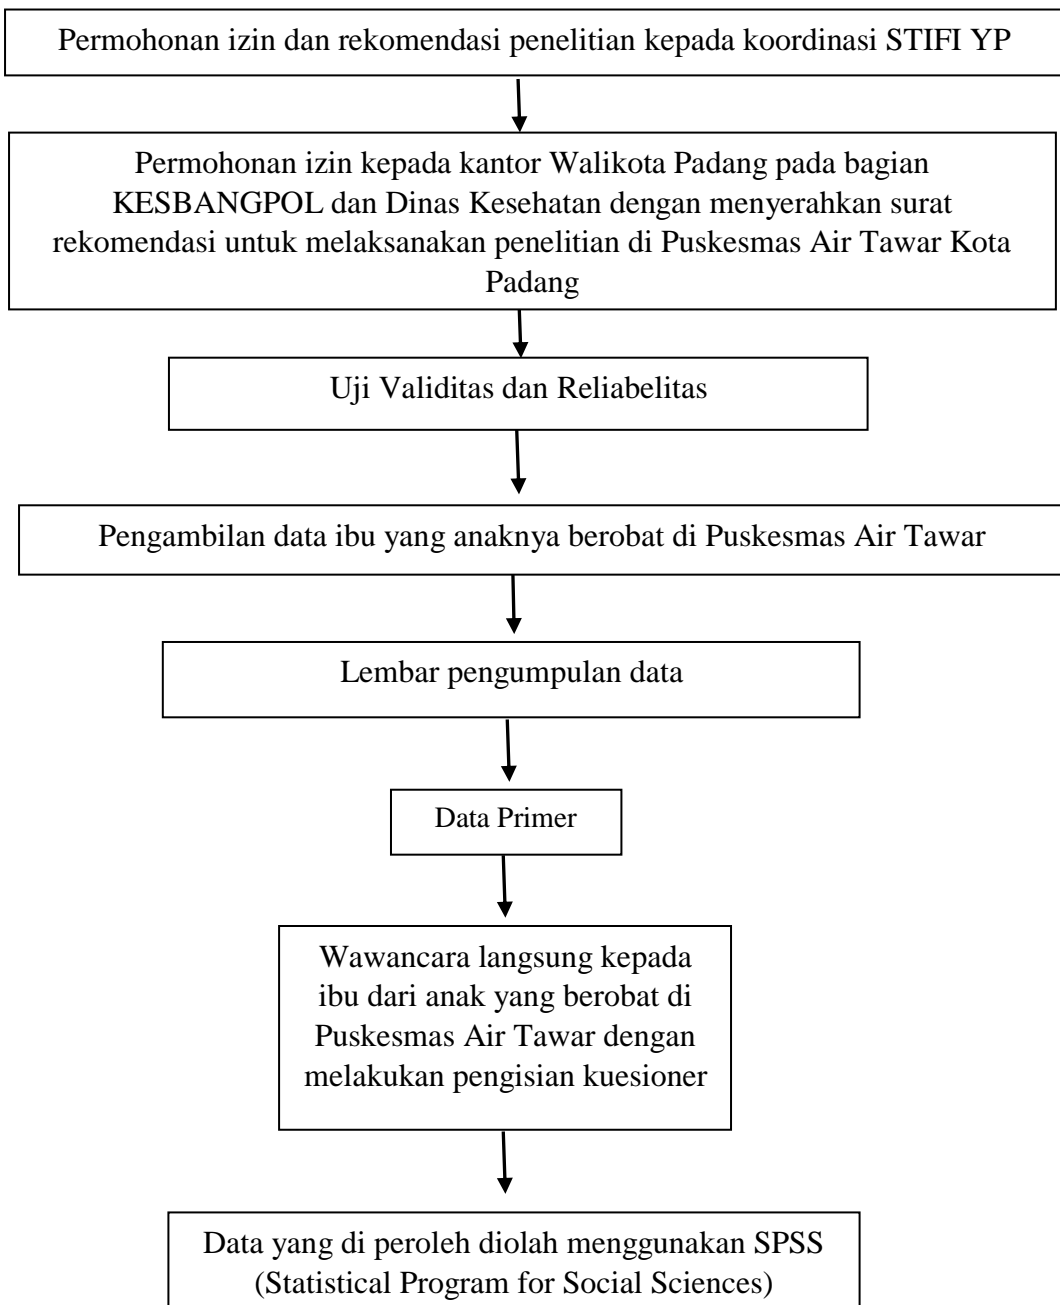 Permohonan izin dan rekomendasi penelitian kepada koordinasi STIFI YP
Permohonan izin kepada kantor Walikota Padang pada bagian
KESBANGPOL dan Dinas Kesehatan dengan menyerahkan surat
rekomendasi untuk melaksanakan penelitian di Puskesmas Air Tawar Kota
Padang
Uji Validitas dan Reliabelitas
Pengambilan data ibu yang anaknya berobat di Puskesmas Air Tawar
Lembar pengumpulan data
Data Primer
Wawancara langsung kepada
ibu dari anak yang berobat di
Puskesmas Air Tawar dengan
melakukan pengisian kuesioner
Data yang di peroleh diolah menggunakan SPSS
(Statistical Program for Social Sciences)